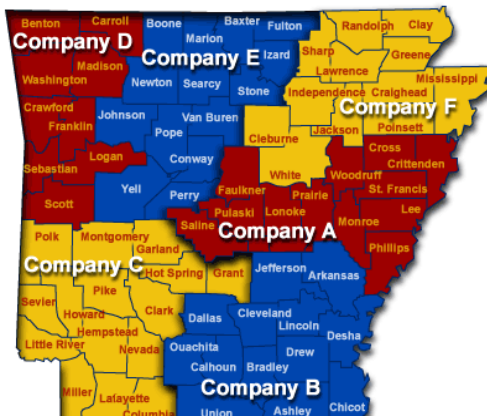 Benton
Carroll
Boone
Baxter
Fulton
Randolph
Clay
Company D
Marion
Sharp
Greene
Madison
Company E
Izard
Lawrence
Washington
Mississippi
Newton
Searcy
Stone
Independence
Craighead
Crawford
Johnson
Van Buren
Company F
Franklin
Pope
Cleburne
Jackson
Poinsett
Logan
Conway
Cross
Sebastian
White
Woodruff
Crittenden
Yell
Perry
Faulkner
Prairie
St. Francis
Scott
Pulaski
Lonoke
Lee
Saline
Company A
Monroe
Polk
Montgomery
Garland
Phillips
Company C
Hot Spring
Grant
Jefferson
Arkansas
Pike
Sevier
Howard
Clark
Dallas
Cleveland
Lincoln
Hempstead
Desha
Little River
Nevada
Ouachita
Drew
Calhoun
Bradley
Miller
Lafayette
Company B
Columbia
Union
Ashley
Chicot